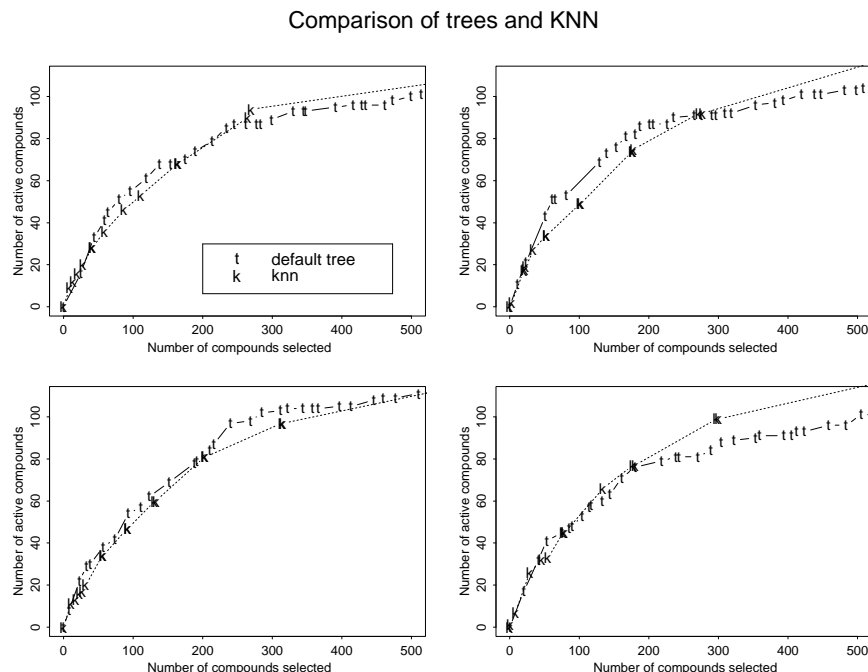 Comparison of trees and KNN
Number of active compounds
0 20 40 60 80 100
t default tree
k knn
0 100 200 300 400 500
Number of compounds selected
Number of active compounds
0 20 40 60 80 100
0 100 200 300 400 500
Number of compounds selected
Number of active compounds
0 20 40 60 80 100
0 100 200 300 400 500
Number of compounds selected
Number of active compounds
0 20 40 60 80 100
0 100 200 300 400 500
Number of compounds selected